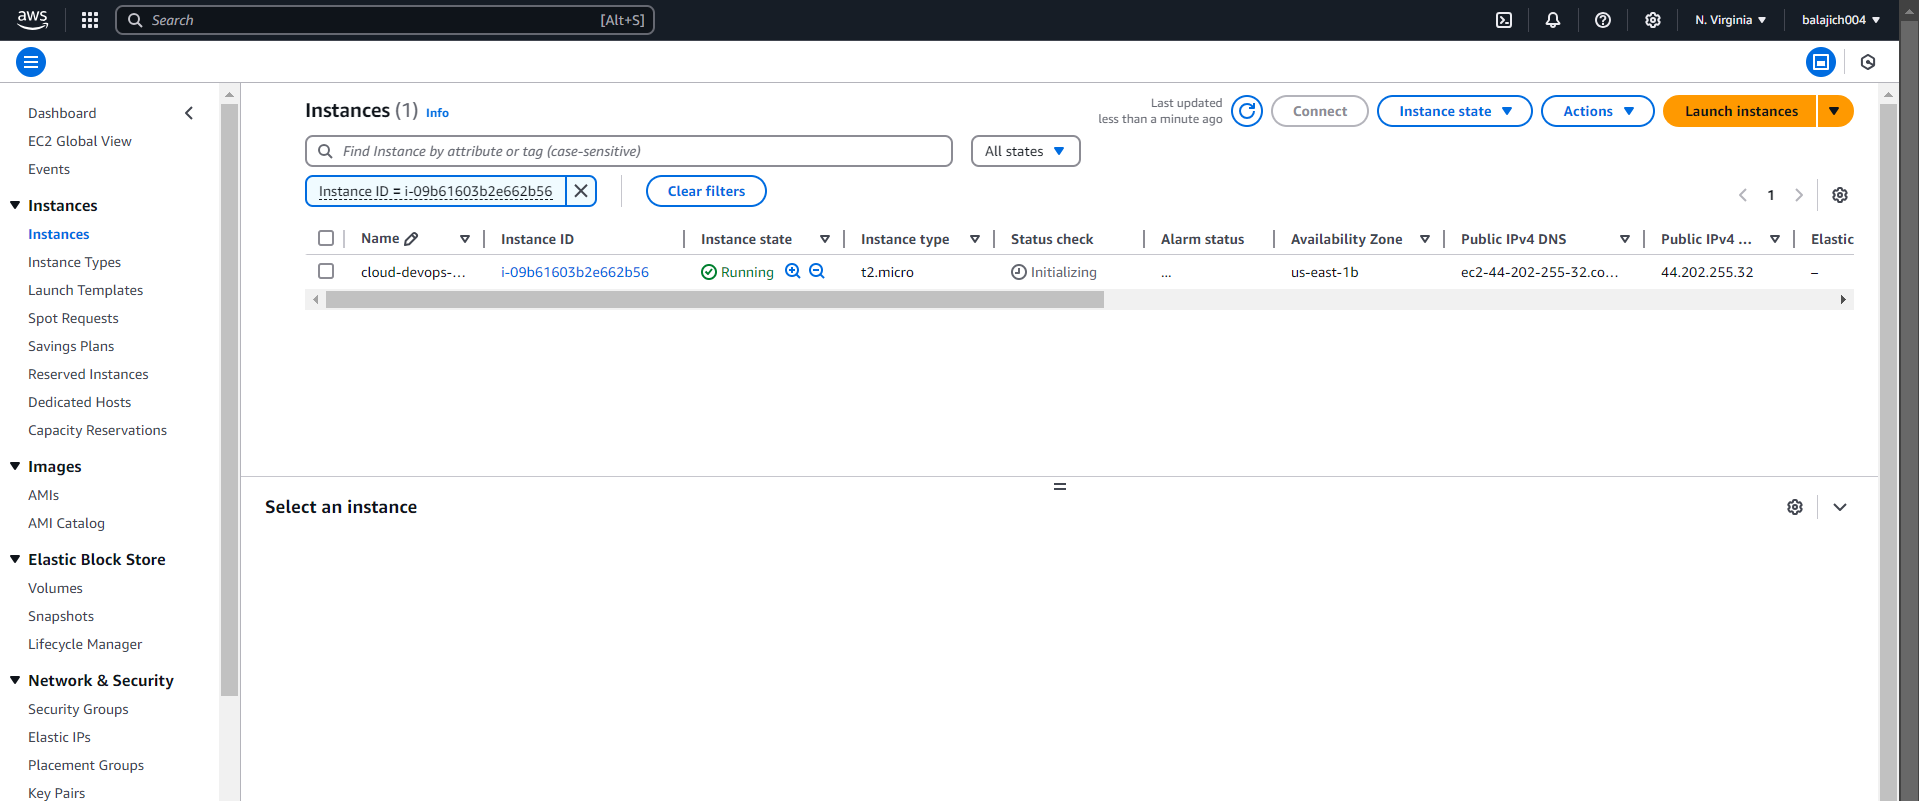 aws
Search [Alt+S]
N. Virginia
balajich004
Dashboard
EC2 Global View
Events
Instances
Instances
Instance Types
Launch Templates
Spot Requests
Savings Plans
Reserved Instances
Dedicated Hosts
Capacity Reservations
Images
AMIs
AMI Catalog
Elastic Block Store
Volumes
Snapshots
Lifecycle Manager
Network & Security
Security Groups
Elastic IPs
Placement Groups
Key Pairs
Instances (1) Info
Last updated
less than a minute ago
Connect
Instance state
Actions
Launch instances
Find Instance by attribute or tag (case-sensitive)
All states
Instance ID = i-09b61603b2e662b56
Clear filters
1
Name Instance ID Instance state Instance type Status check Alarm status Availability Zone Public IPv4 DNS Public IPv4 ... Elastic
cloud-devops-... i-09b61603b2e662b56 Running t2.micro Initializing ... us-east-1b ec2-44-202-255-32.co... 44.202.255.32 –
Select an instance